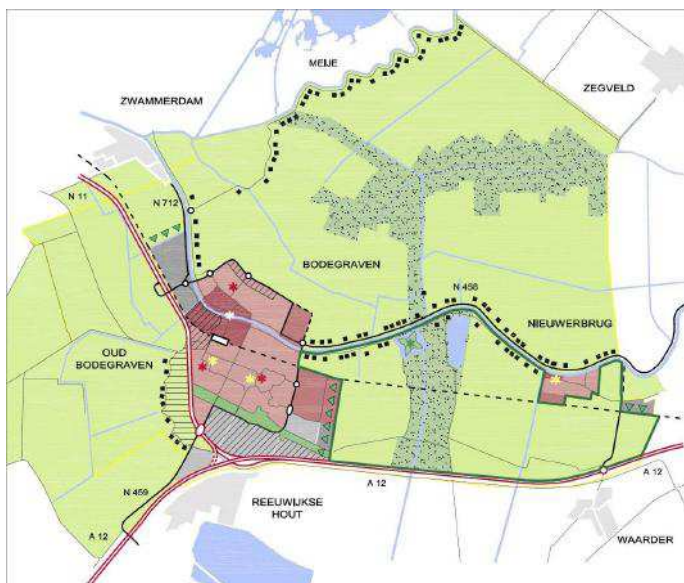 MEIJE
ZEGVELD
ZWAMMERDAM
N 11
N 712
BODEGRAVEN
N 458
NIEUWERBRUG
OUD
BODEGRAVEN
N 459
REEUWIJKSE
HOUT
A 12
A 12
A 12
WAARDER